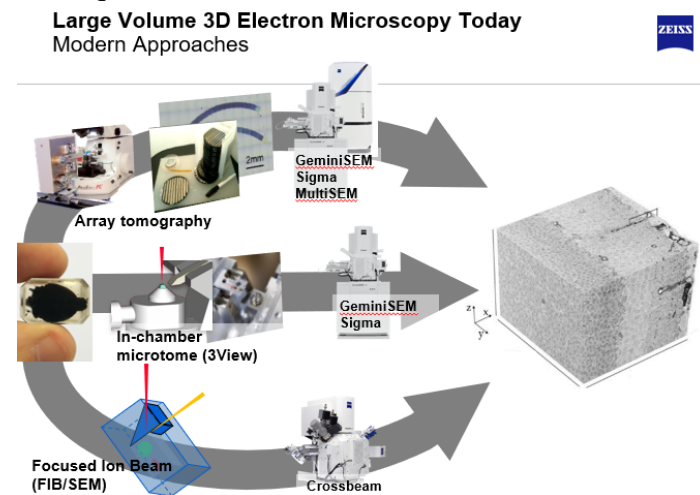 Large Volume 3D Electron Microscopy Today
Modern Approaches
ZEISS
2mm
GeminiSEM
Sigma
MultiSEM
Array tomography
GeminiSEM
Sigma
In-chamber
microtome (3View)
z
x
y
Focused Ion Beam
(FIB/SEM)
Crossbeam